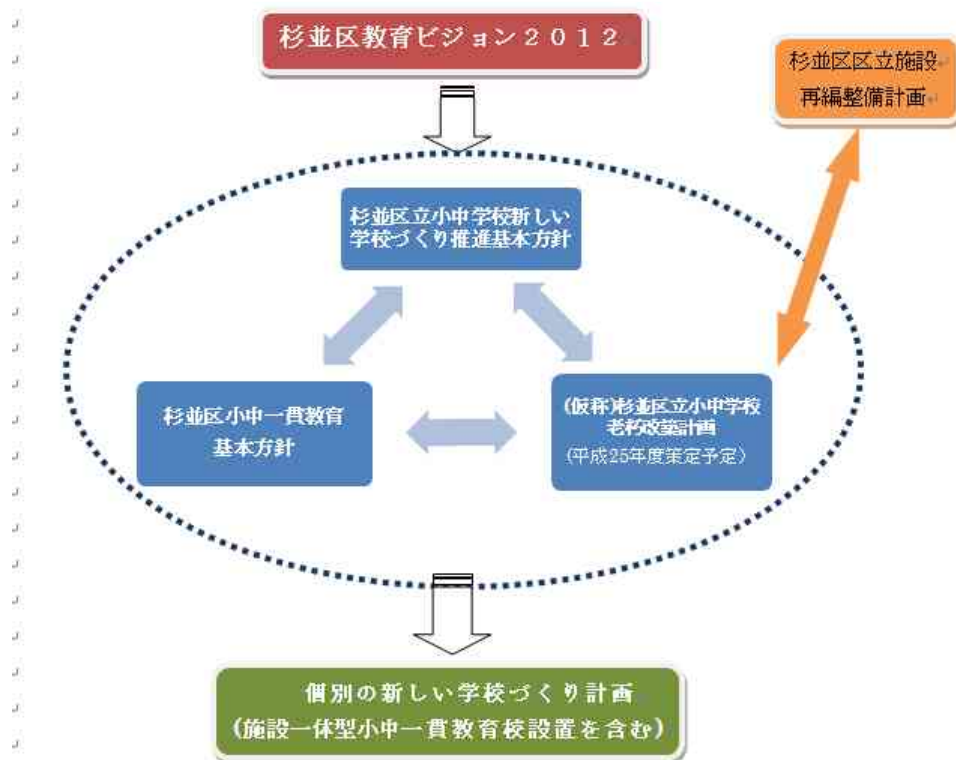 杉並区教育ビジョン２０１２
杉並区区立施設
再編整備計画
杉並区立小中学校新しい
学校づくり推進基本方針
杉並区小中一貫教育
基本方針
(仮称)杉並区立小中学校
老朽改築計画
(平成25年度策定予定)
個別の新しい学校づくり計画
(施設一体型小中一貫教育校設置を含む)